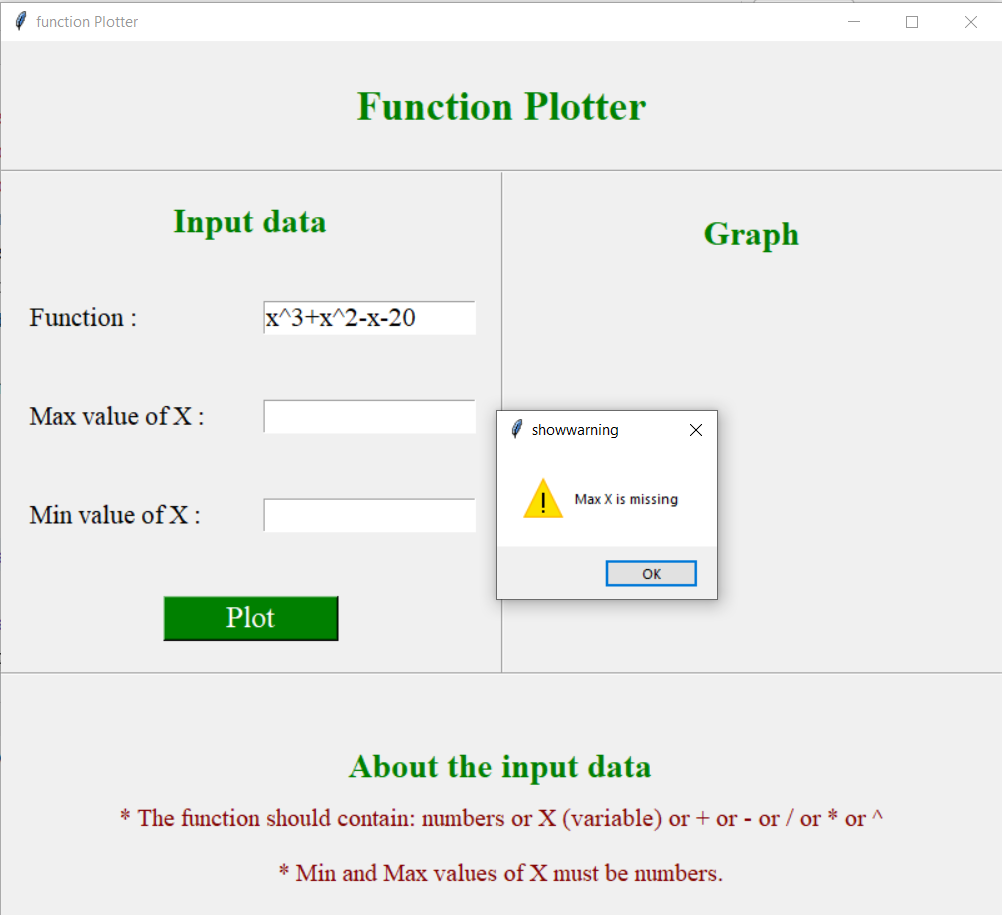 function Plotter
Function Plotter
Input data
Graph
Function :
x^3+x^2-x-20
Max value of X :
Min value of X :
Plot
showwarning
Max X is missing
OK
About the input data
* The function should contain: numbers or X (variable) or + or - or / or * or ^
* Min and Max values of X must be numbers.